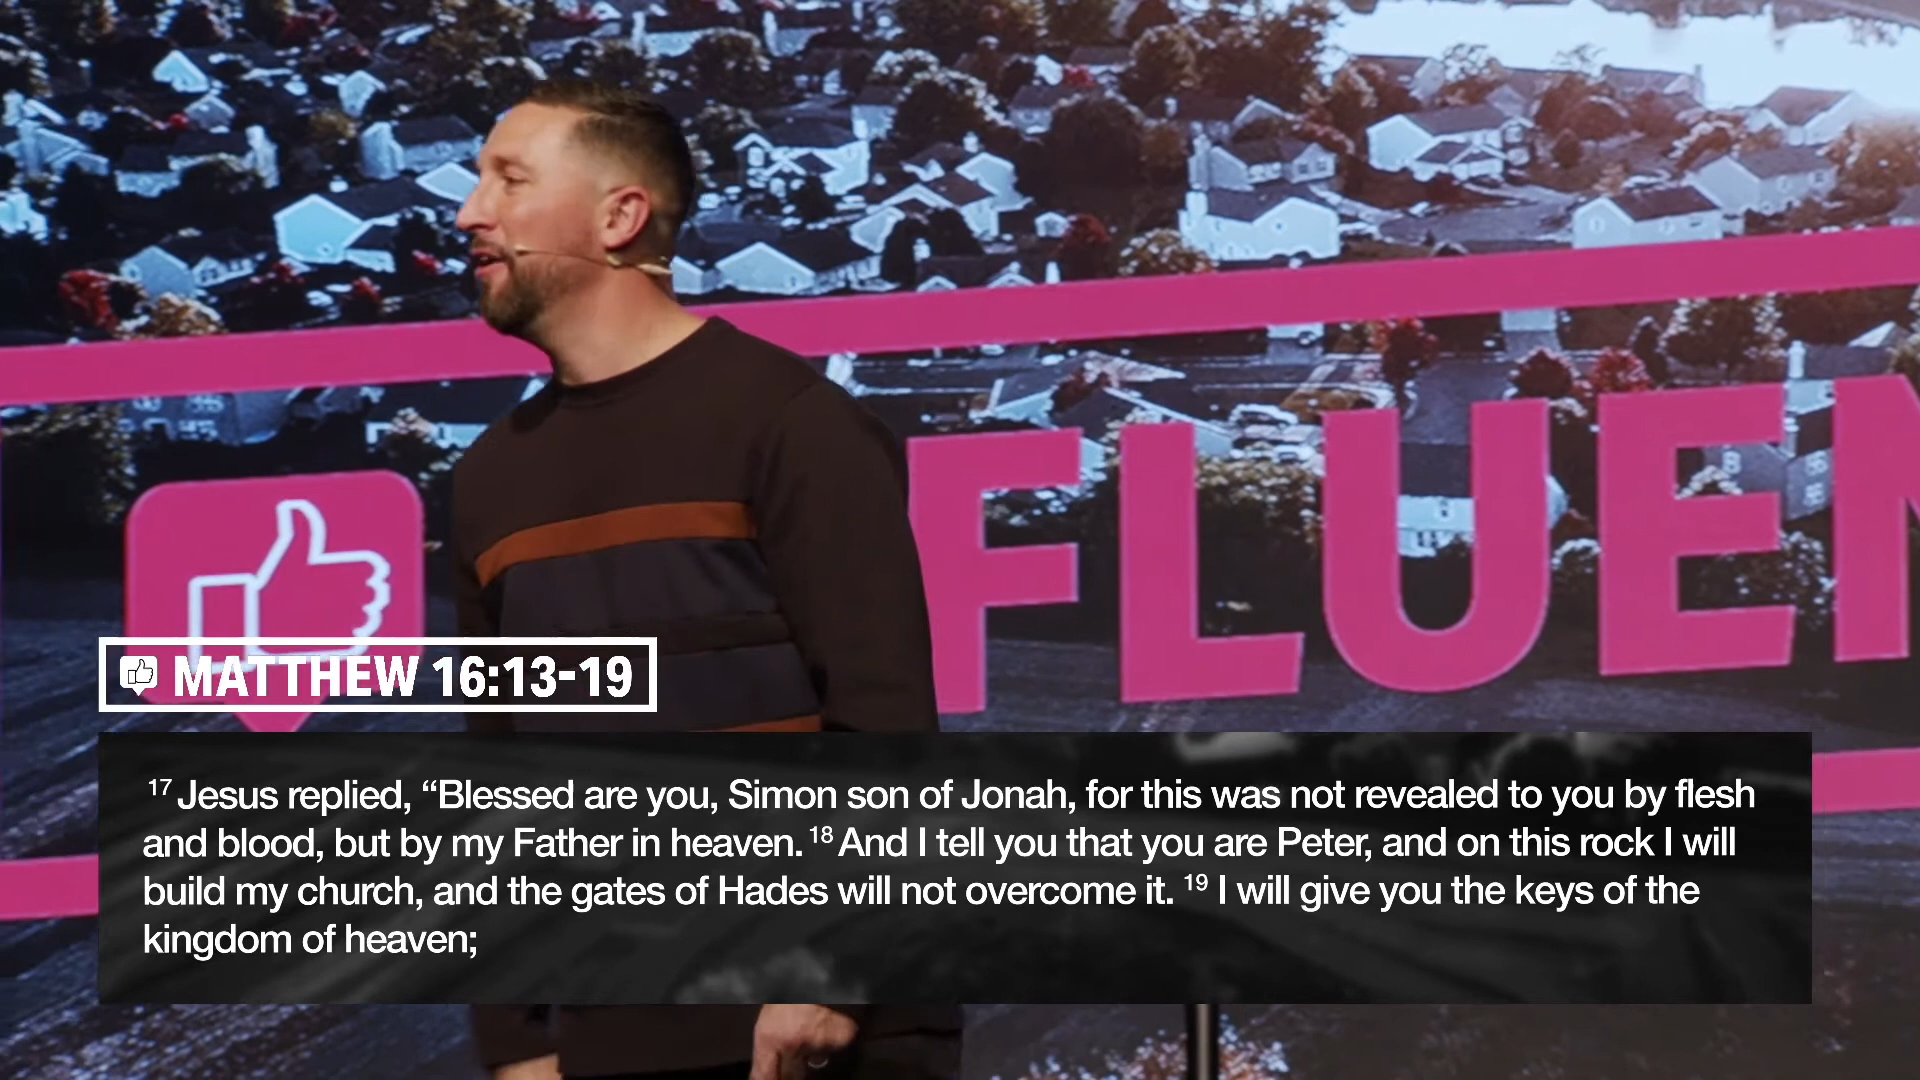 FLUEN
MATTHEW 16:13-19
17 Jesus replied, “Blessed are you, Simon son of Jonah, for this was not revealed to you by flesh
and blood, but by my Father in heaven. 18 And I tell you that you are Peter, and on this rock I will
build my church, and the gates of Hades will not overcome it. 19 I will give you the keys of the
kingdom of heaven;